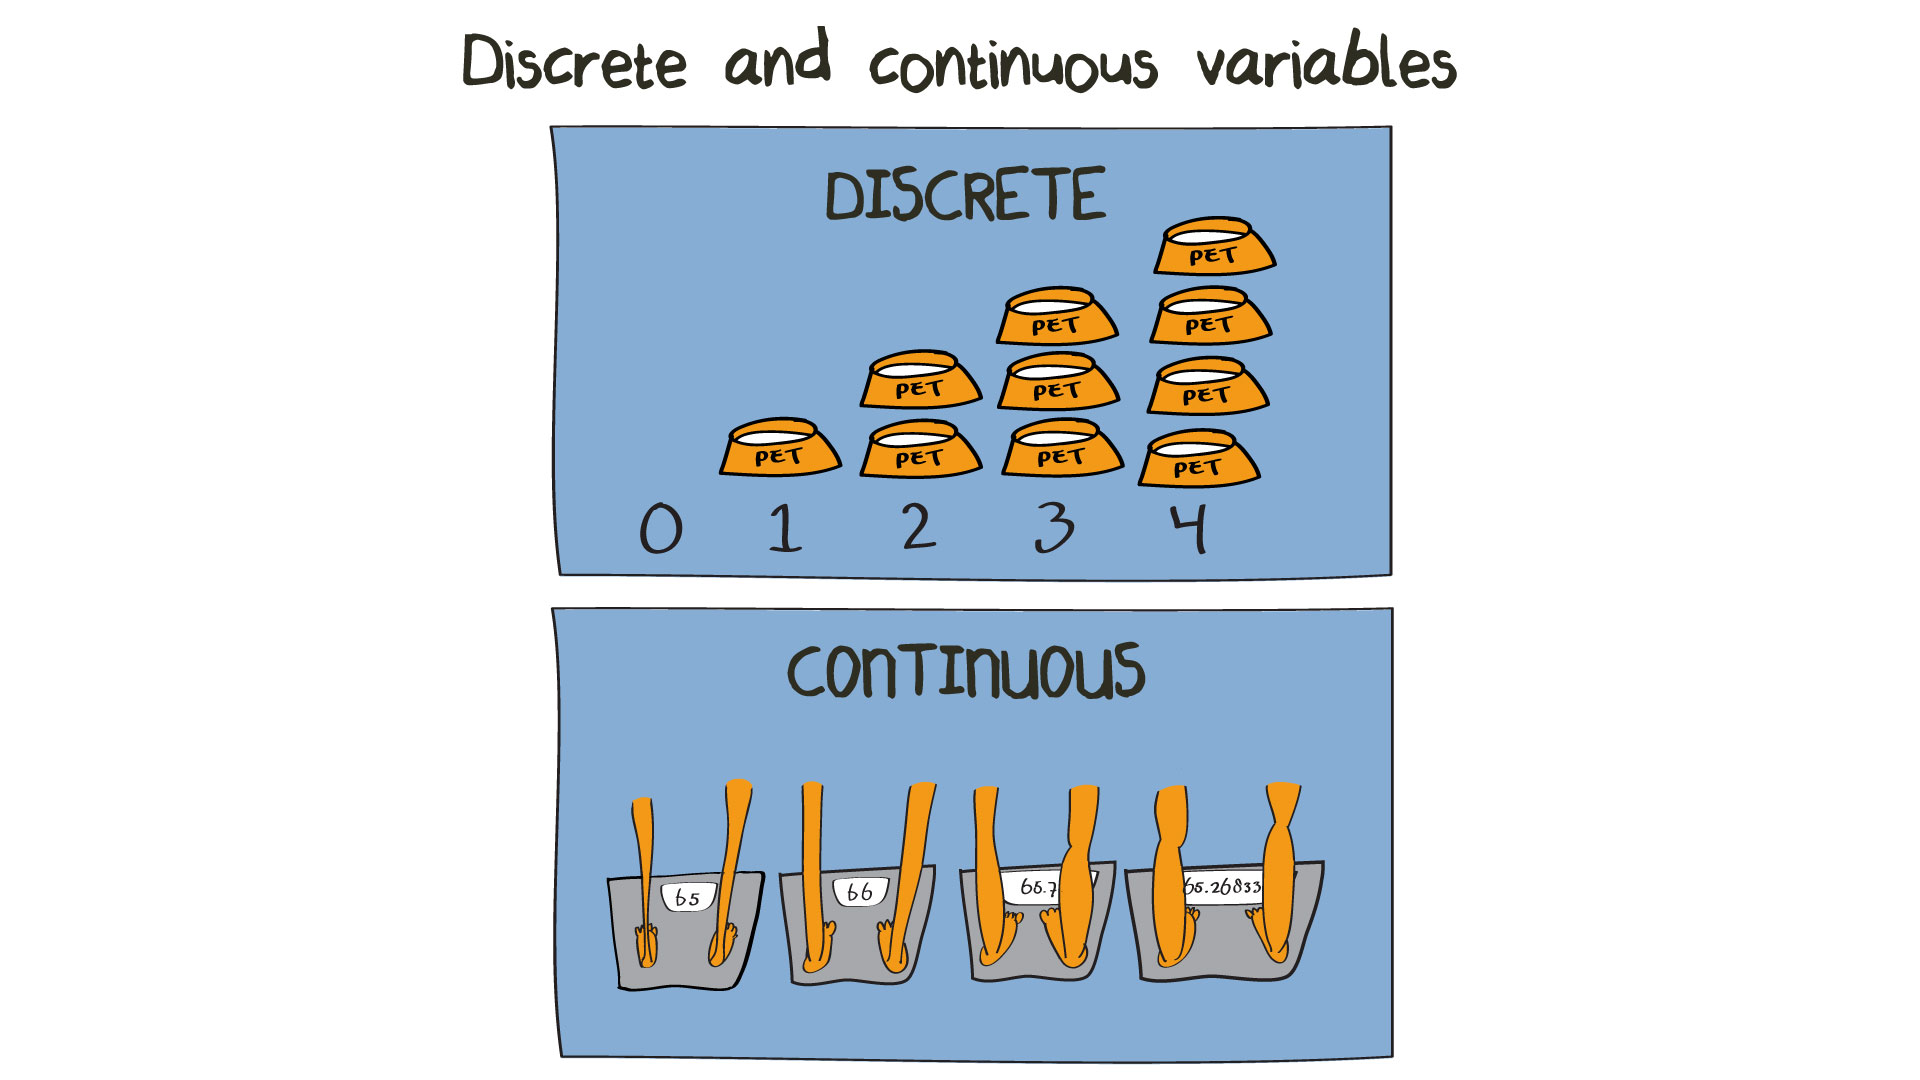 Discrete and continuous variables
DISCRETE
PET
PET PET
PET PET PET
PET PET PET PET
0 1 2 3 4
CONTINUOUS
65 66 65.7 65.26833